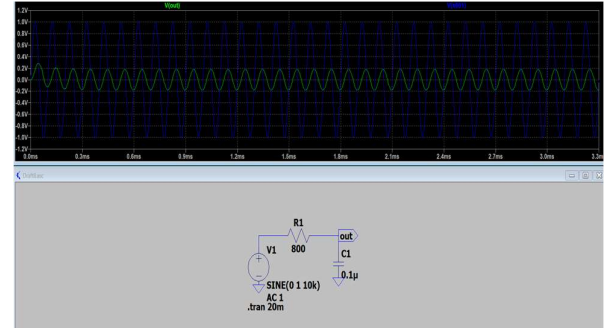 V(out)
1.2V
1.0V
0.8V
0.6V
0.4V
0.2V
0.0V
-0.2V
-0.4V
-0.6V
-0.8V
-1.0V
-1.2V
0.0ms 0.3ms 0.6ms 0.9ms 1.2ms 1.5ms 1.8ms 2.1ms 2.4ms 2.7ms 3.0ms 3.3m
R1
800
out
V1
C1
0.1µ
SINE(0 1 10k)
AC 1
.tran 20m